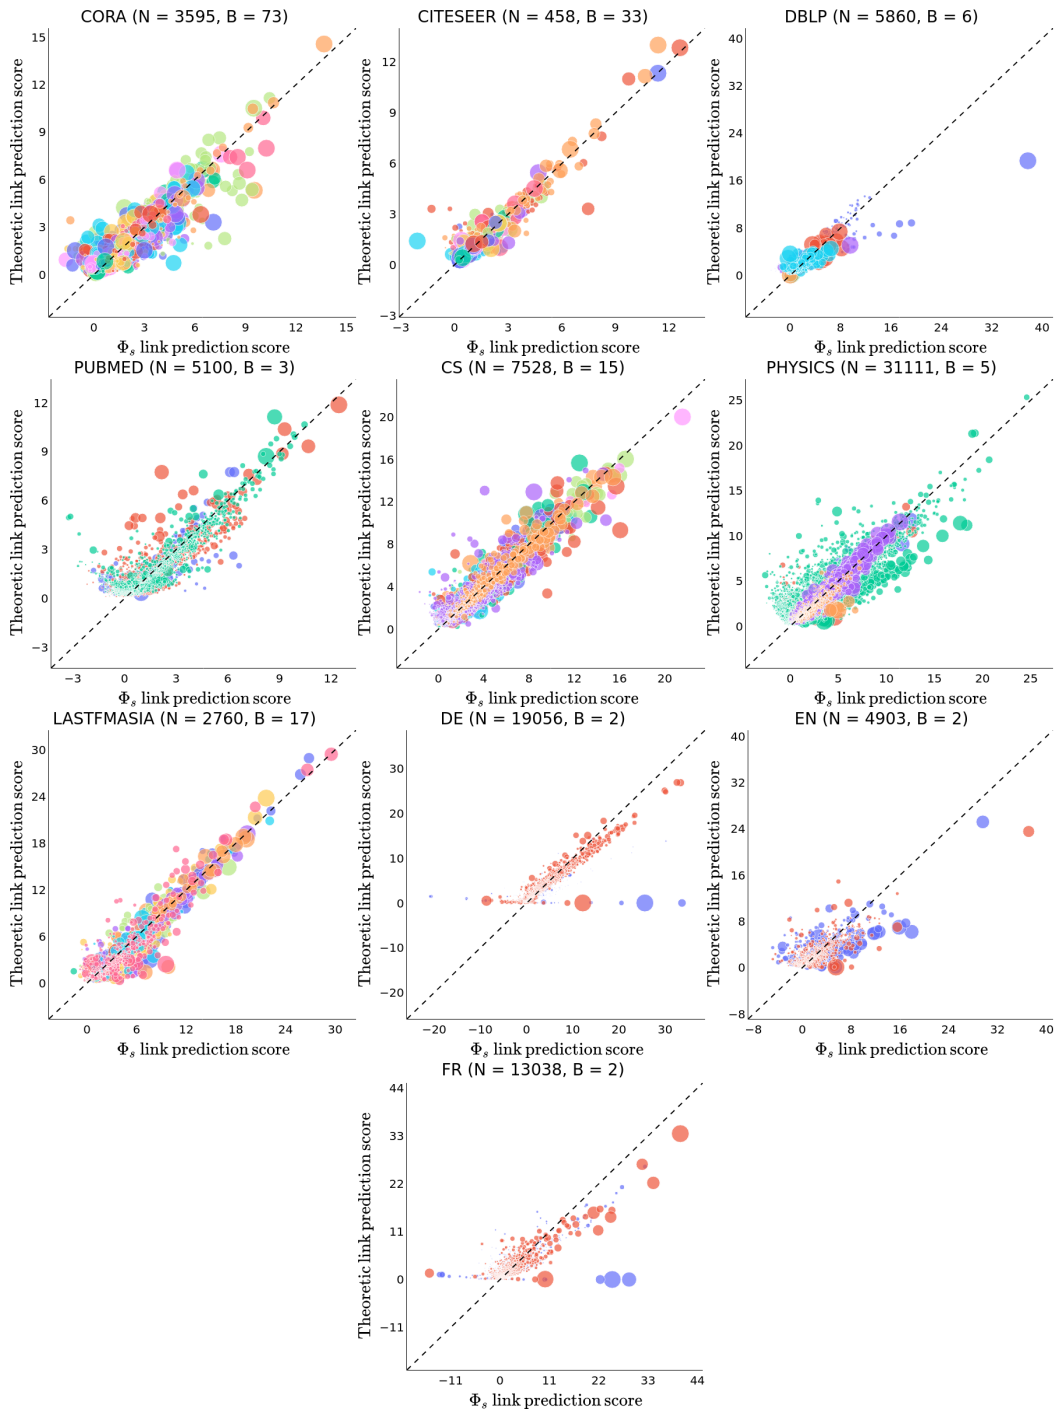 CORA (N = 3595, B = 73)
Theoretic link prediction score
15
12
9
6
3
0
0 3 6 9 12 15
Φs link prediction score
CITESEER (N = 458, B = 33)
Theoretic link prediction score
12
9
6
3
0
−3
−3 0 3 6 9 12
Φs link prediction score
DBLP (N = 5860, B = 6)
Theoretic link prediction score
40
32
24
16
8
0
0 8 16 24 32 40
Φs link prediction score
PUBMED (N = 5100, B = 3)
Theoretic link prediction score
12
9
6
3
0
−3
−3 0 3 6 9 12
Φs link prediction score
CS (N = 7528, B = 15)
Theoretic link prediction score
20
16
12
8
4
0
0 4 8 12 16 20
Φs link prediction score
PHYSICS (N = 31111, B = 5)
Theoretic link prediction score
25
20
15
10
5
0
0 5 10 15 20 25
Φs link prediction score
LASTFMASIA (N = 2760, B = 17)
Theoretic link prediction score
30
24
18
12
6
0
0 6 12 18 24 30
Φs link prediction score
DE (N = 19056, B = 2)
Theoretic link prediction score
30
20
10
0
−10
−20
−20 −10 0 10 20 30
Φs link prediction score
EN (N = 4903, B = 2)
Theoretic link prediction score
40
32
24
16
8
0
−8
−8 0 8 16 24 32 40
Φs link prediction score
FR (N = 13038, B = 2)
Theoretic link prediction score
44
33
22
11
0
−11
−11 0 11 22 33 44
Φs link prediction score